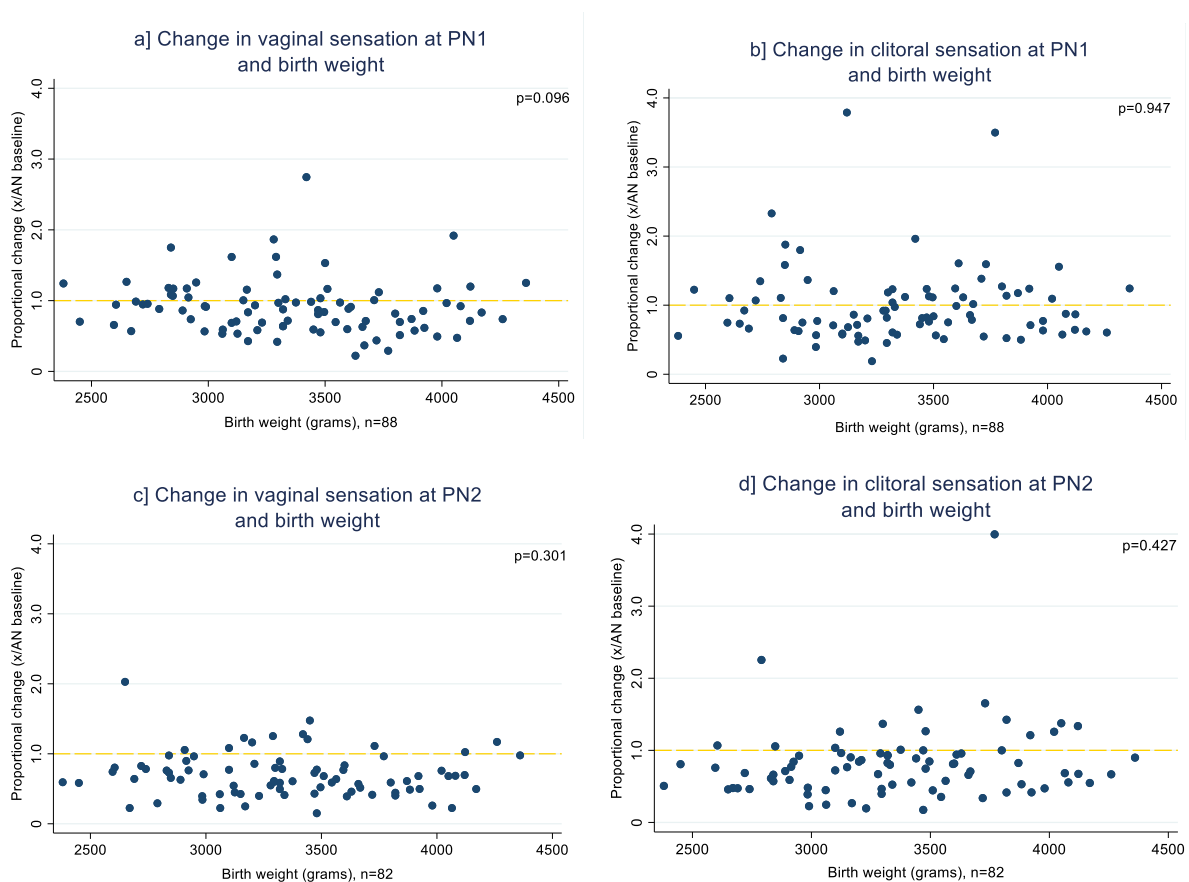 a] Change in vaginal sensation at PN1
and birth weight
p=0.096
Proportional change (x/AN baseline)
4.0
3.0
2.0
1.0
0
2500 3000 3500 4000 4500
Birth weight (grams), n=88
b] Change in clitoral sensation at PN1
and birth weight
p=0.947
Proportional change (x/AN baseline)
4.0
3.0
2.0
1.0
0
2500 3000 3500 4000 4500
Birth weight (grams), n=88
c] Change in vaginal sensation at PN2
and birth weight
p=0.301
Proportional change (x/AN baseline)
4.0
3.0
2.0
1.0
0
2500 3000 3500 4000 4500
Birth weight (grams), n=82
d] Change in clitoral sensation at PN2
and birth weight
p=0.427
Proportional change (x/AN baseline)
4.0
3.0
2.0
1.0
0
2500 3000 3500 4000 4500
Birth weight (grams), n=82